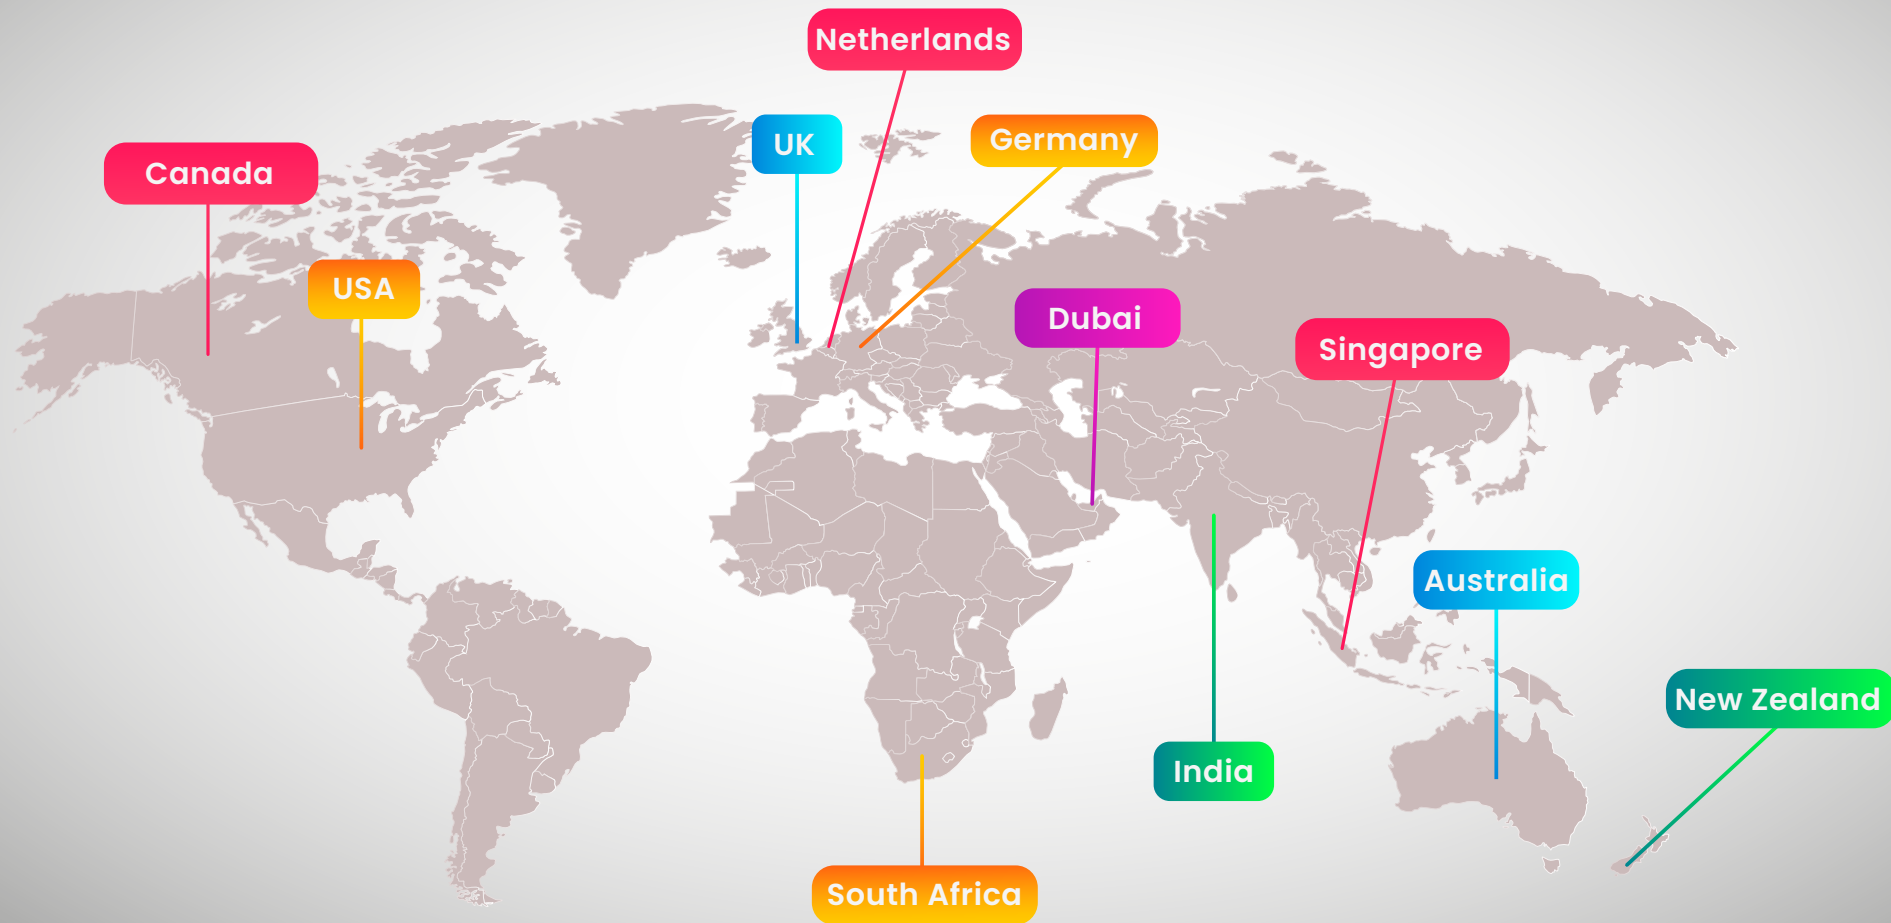 Netherlands
UK
Germany
Canada
USA
Dubai
Singapore
Australia
New Zealand
India
South Africa